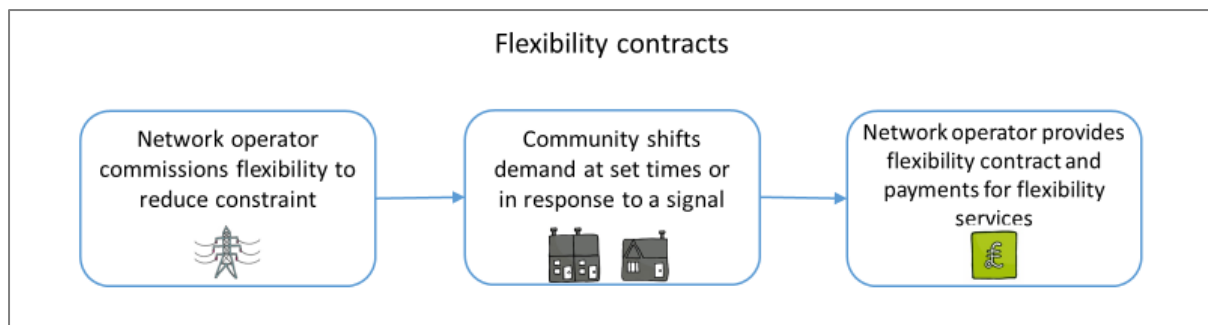 Flexibility contracts
Network operator
commissions flexibility to
reduce constraint
Community shifts
demand at set times or
in response to a signal
Network operator provides
flexibility contract and
payments for flexibility
services
£